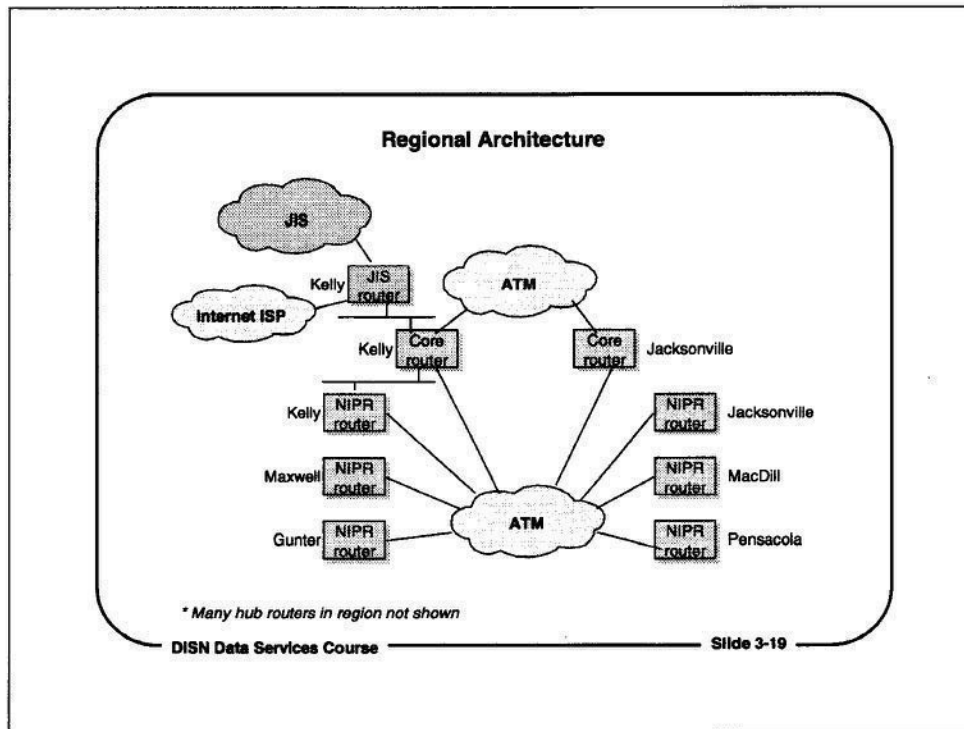 Regional Architecture
JIS
Kelly
JIS
router
Internet ISP
ATM
Kelly
Core
router
Core
router
Jacksonville
Kelly
NIPR
router
NIPR
router
Jacksonville
Maxwell
NIPR
router
NIPR
router
MacDill
Gunter
NIPR
router
ATM
NIPR
router
Pensacola
* Many hub routers in region not shown
DISN Data Services Course
Slide 3-19